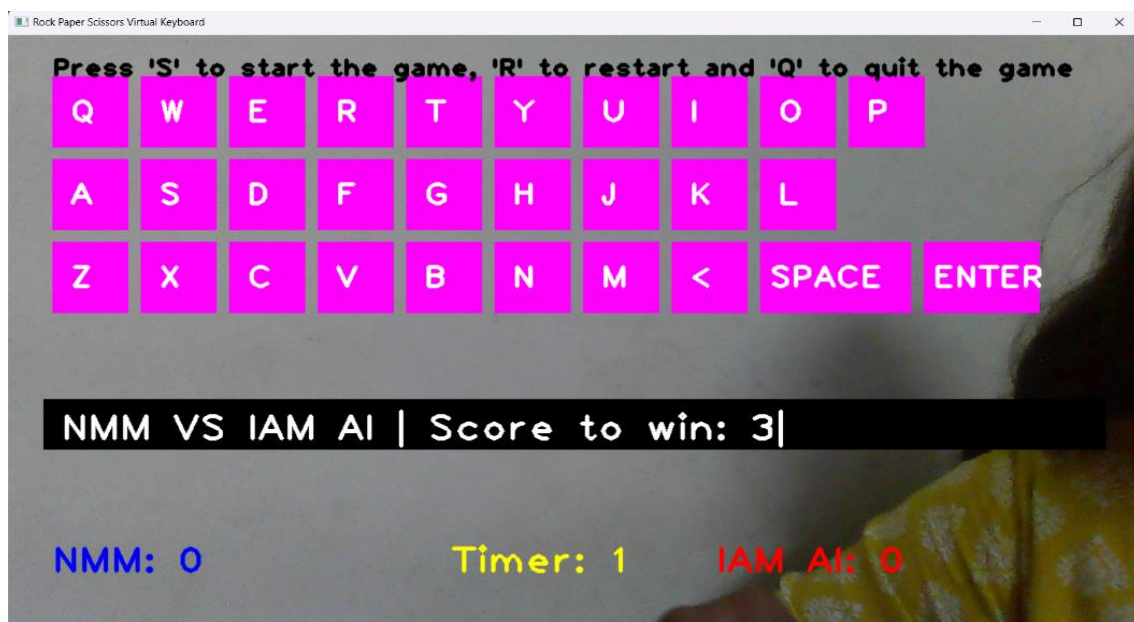 Rock Paper Scissors Virtual Keyboard
Press 'S' to start the game, 'R' to restart and 'Q' to quit the game
Q W E R T Y U I O P
A S D F G H J K L
Z X C V B N M < SPACE ENTER
NMM VS IAM AI | Score to win: 3|
NMM: 0 Timer: 1 IAM AI: 0